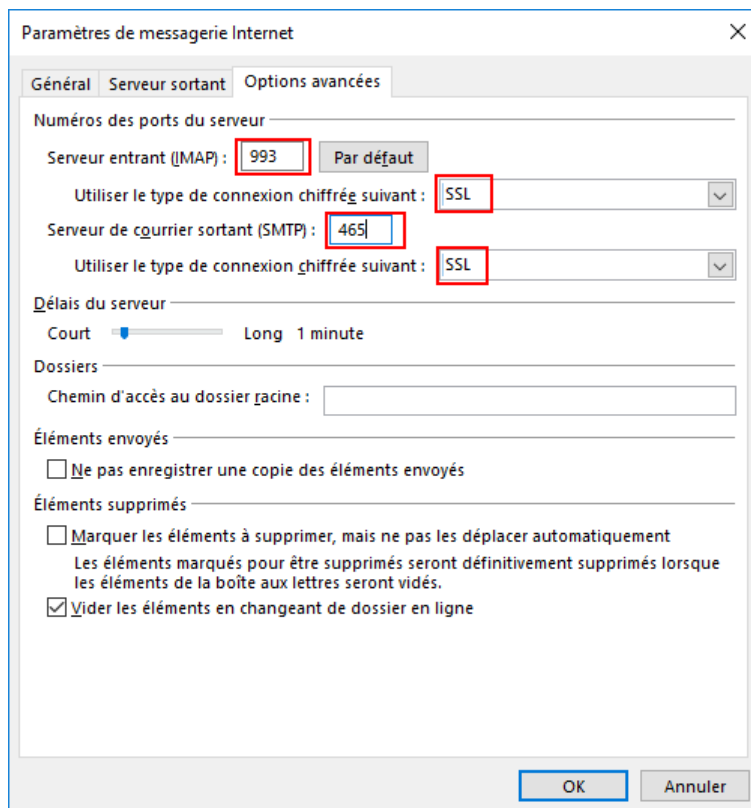 Paramètres de messagerie Internet
Général Serveur sortant Options avancées
Numéros des ports du serveur
Serveur entrant (IMAP) : 993 Par défaut
Utiliser le type de connexion chiffrée suivant : SSL
Serveur de courrier sortant (SMTP) : 465
Utiliser le type de connexion chiffrée suivant : SSL
Délais du serveur
Court Long 1 minute
Dossiers
Chemin d'accès au dossier racine :
Éléments envoyés
Ne pas enregistrer une copie des éléments envoyés
Éléments supprimés
Marquer les éléments à supprimer, mais ne pas les déplacer automatiquement
Les éléments marqués pour être supprimés seront définitivement supprimés lorsque
les éléments de la boîte aux lettres seront vidés.
Vider les éléments en changeant de dossier en ligne
OK Annuler